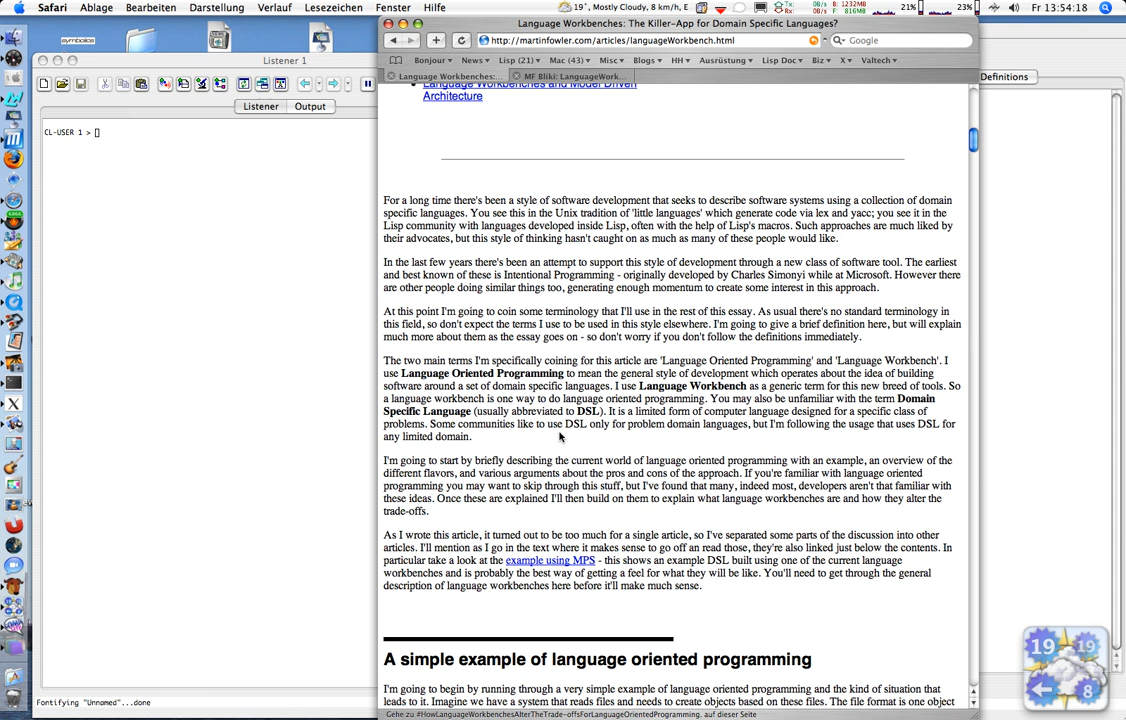 Safari Ablage Bearbeiten Darstellung Verlauf Lesezeichen Fenster Hilfe
19°, Mostly Cloudy, 8 km/h, E
Tx: 0B/s B: 1232MB
Rx: 0B/s F: 816MB
21% 23% Fr 13:54:18
symbolics
Listener 1
Listener Output
CL-USER 1 >
Fontifying "Unnamed"...done
Definitions
Language Workbenches: The Killer-App for Domain Specific Languages?
http://martinfowler.com/articles/languageWorkbench.html
Google
Bonjour News Lisp (21) Mac (43) Misc Blogs HH Ausrüstung Lisp Doc Biz X Valtech
Language Workbenches:... MF Bliki: LanguageWork...
Language Workbenches and Model Driven
Architecture
For a long time there's been a style of software development that seeks to describe software systems using a collection of domain
specific languages. You see this in the Unix tradition of 'little languages' which generate code via lex and yacc; you see it in the
Lisp community with languages developed inside Lisp, often with the help of Lisp's macros. Such approaches are much liked by
their advocates, but this style of thinking hasn't caught on as much as many of these people would like.
In the last few years there's been an attempt to support this style of development through a new class of software tool. The earliest
and best known of these is Intentional Programming - originally developed by Charles Simonyi while at Microsoft. However there
are other people doing similar things too, generating enough momentum to create some interest in this approach.
At this point I'm going to coin some terminology that I'll use in the rest of this essay. As usual there's no standard terminology in
this field, so don't expect the terms I use to be used in this style elsewhere. I'm going to give a brief definition here, but will explain
much more about them as the essay goes on - so don't worry if you don't follow the definitions immediately.
The two main terms I'm specifically coining for this article are 'Language Oriented Programming' and 'Language Workbench'. I
use Language Oriented Programming to mean the general style of development which operates about the idea of building
software around a set of domain specific languages. I use Language Workbench as a generic term for this new breed of tools. So
a language workbench is one way to do language oriented programming. You may also be unfamiliar with the term Domain
Specific Language (usually abbreviated to DSL). It is a limited form of computer language designed for a specific class of
problems. Some communities like to use DSL only for problem domain languages, but I'm following the usage that uses DSL for
any limited domain.
I'm going to start by briefly describing the current world of language oriented programming with an example, an overview of the
different flavors, and various arguments about the pros and cons of the approach. If you're familiar with language oriented
programming you may want to skip through this stuff, but I've found that many, indeed most, developers aren't that familiar with
these ideas. Once these are explained I'll then build on them to explain what language workbenches are and how they alter the
trade-offs.
As I wrote this article, it turned out to be too much for a single article, so I've separated some parts of the discussion into other
articles. I'll mention as I go in the text where it makes sense to go off an read those, they're also linked just below the contents. In
particular take a look at the example using MPS - this shows an example DSL built using one of the current language
workbenches and is probably the best way of getting a feel for what they will be like. You'll need to get through the general
description of language workbenches here before it'll make much sense.
A simple example of language oriented programming
I'm going to begin by running through a very simple example of language oriented programming and the kind of situation that
leads to it. Imagine we have a system that reads files and needs to create objects based on these files. The file format is one object
Gehe zu #HowLanguageWorkbenchesAlterTheTrade-offsForLanguageOrientedProgramming. auf dieser Seite
19 19
8